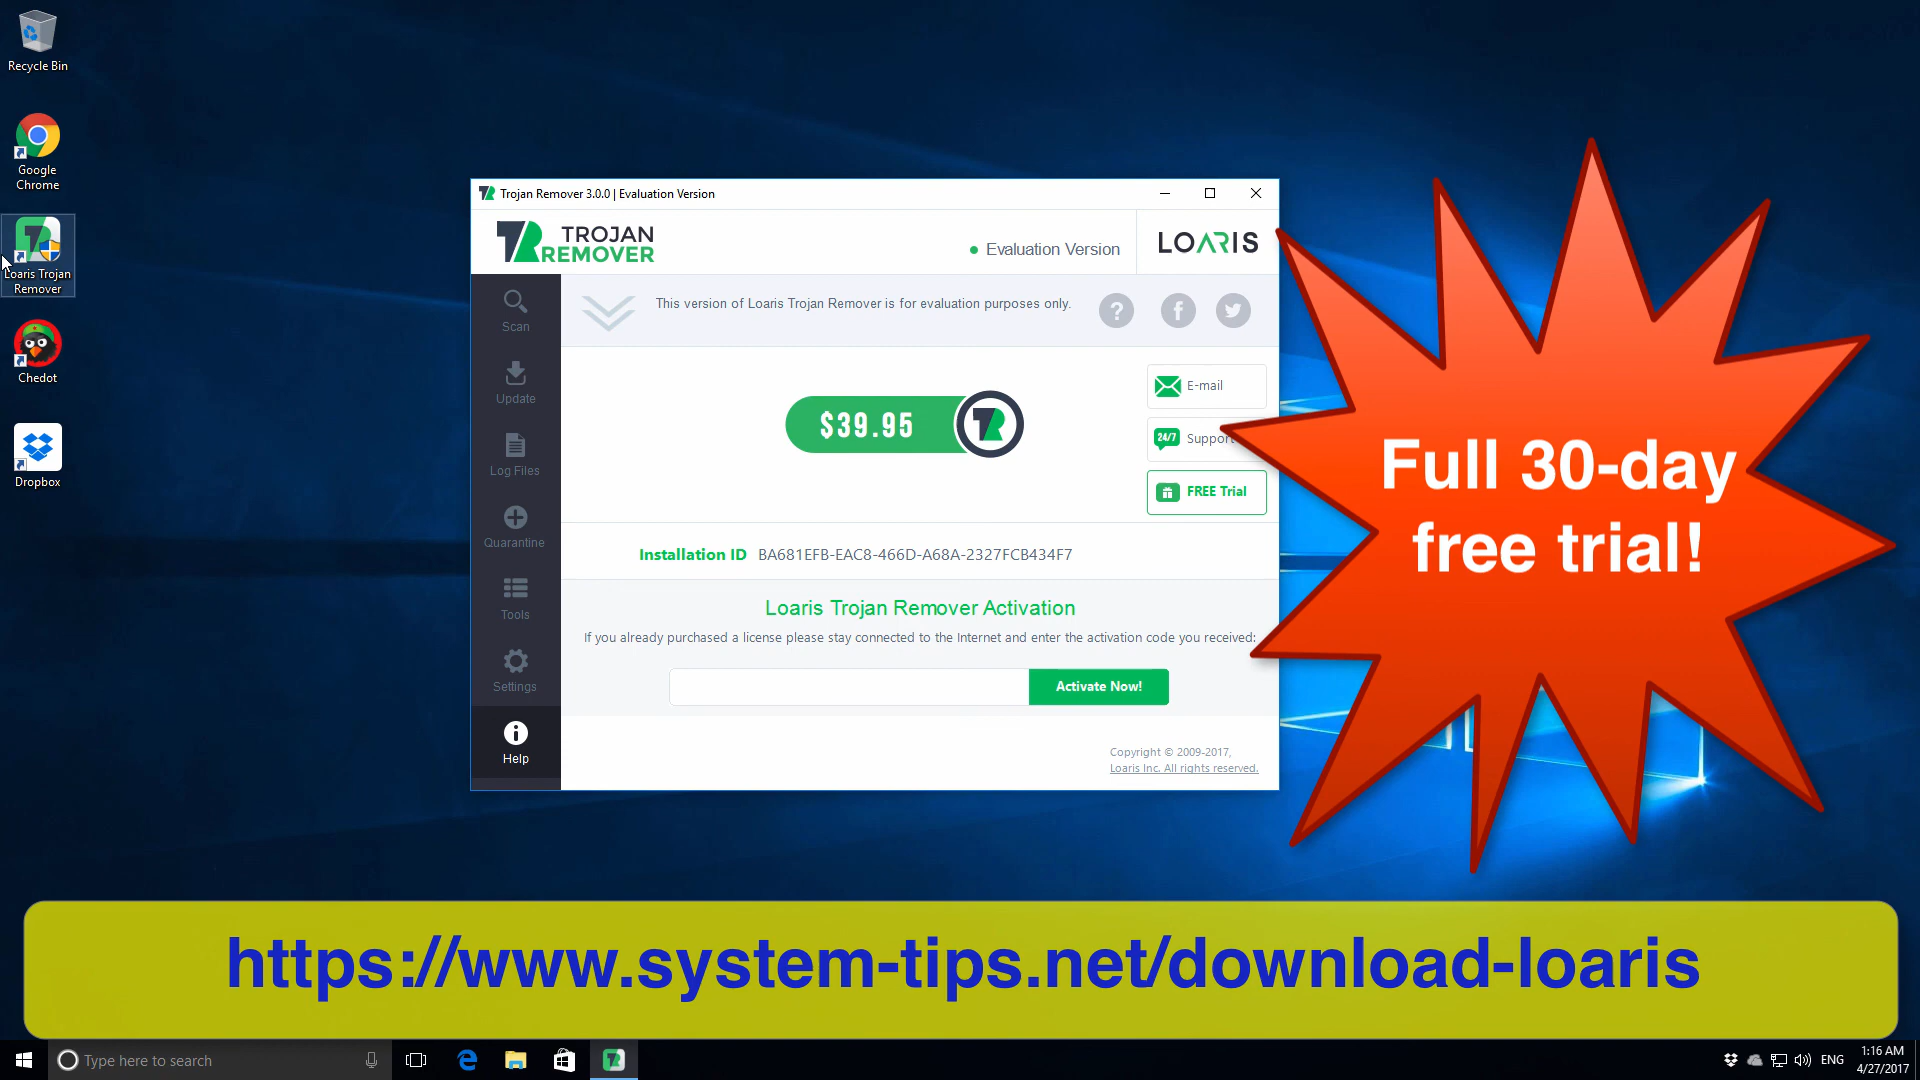 Recycle Bin
Google
Chrome
Loaris Trojan
Remover
Chedot
Dropbox
Trojan Remover 3.0.0 | Evaluation Version
TROJAN
REMOVER
Evaluation Version
LOARIS
This version of Loaris Trojan Remover is for evaluation purposes only.
?
Scan
Update
Log Files
Quarantine
Tools
Settings
Help
$39.95
E-mail
24/7 Support
FREE Trial
Installation ID BA681EFB-EAC8-466D-A68A-2327FCB434F7
Loaris Trojan Remover Activation
If you already purchased a license please stay connected to the Internet and enter the activation code you received:
Activate Now!
Copyright © 2009-2017,
Loaris Inc. All rights reserved.
Full 30-day
free trial!
https://www.system-tips.net/download-loaris
Type here to search
ENG
1:16 AM
4/27/2017